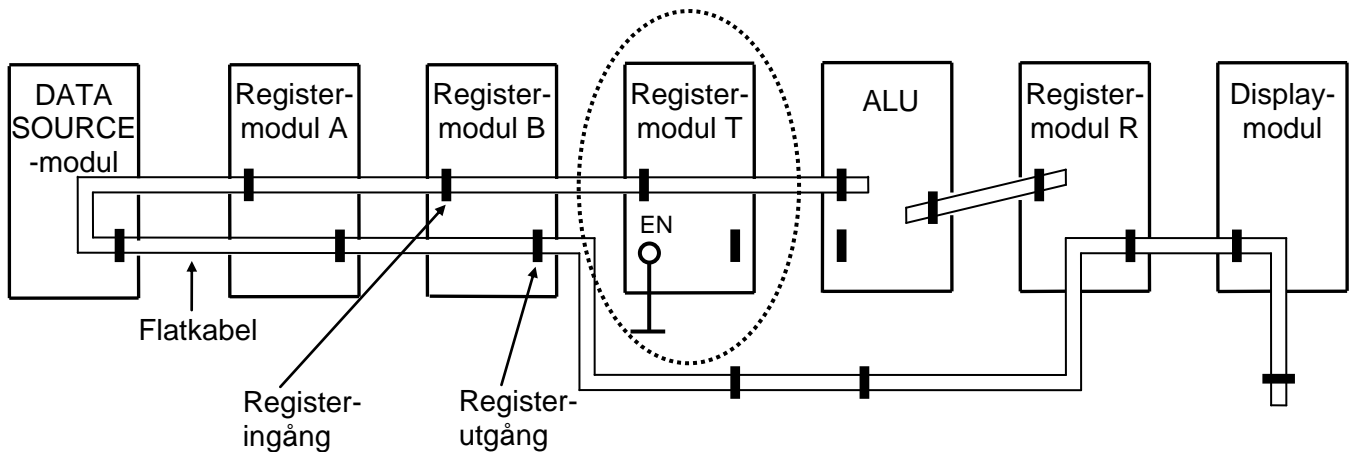 DATA
SOURCE
-modul
Register-
modul A
Register-
modul B
Register-
modul T
ALU
Register-
modul R
Display-
modul
EN
Flatkabel
Register-
ingång
Register-
utgång